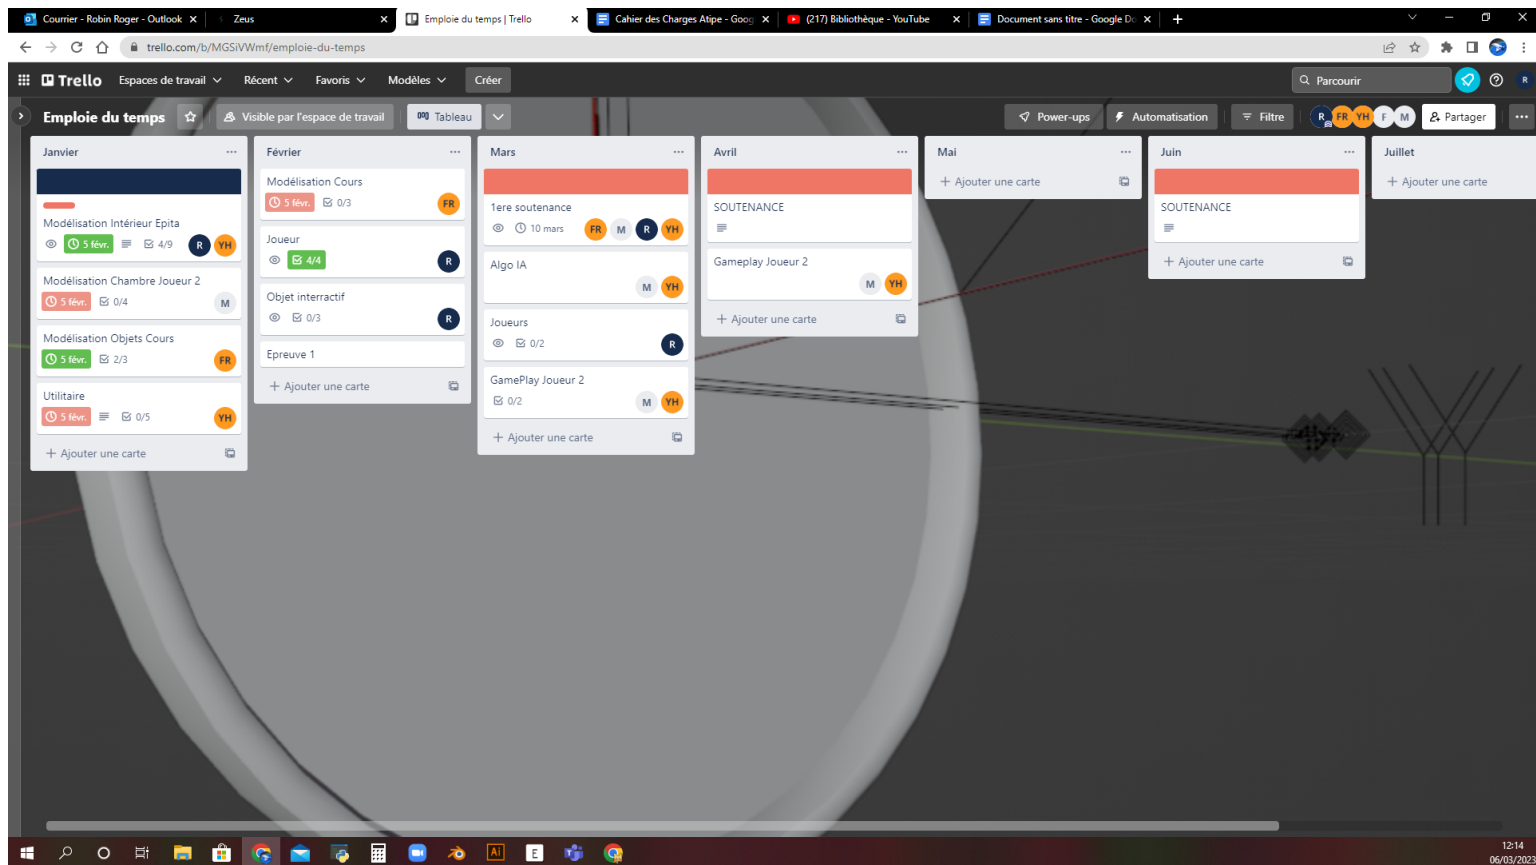 Courrier - Robin Roger - Outlook
Zeus
Emploie du temps | Trello
Cahier des Charges Atipe - Goog
(217) Bibliothèque - YouTube
Document sans titre - Google Do
trello.com/b/MGSiVWmf/emploie-du-temps
Trello
Espaces de travail
Récent
Favoris
Modèles
Créer
Parcourir
R
Emploie du temps
Visible par l'espace de travail
Tableau
Power-ups
Automatisation
Filtre
R FR YH F M
Partager
Janvier
Modélisation Intérieur Epita
5 févr. 4/9 R YH
Modélisation Chambre Joueur 2
5 févr. 0/4 M
Modélisation Objets Cours
5 févr. 2/3 FR
Utilitaire
5 févr. 0/5 YH
+ Ajouter une carte
Février
Modélisation Cours
5 févr. 0/3 FR
Joueur
4/4 R
Objet interractif
0/3 R
Epreuve 1
+ Ajouter une carte
Mars
1ere soutenance
10 mars FR M R YH
Algo IA
M YH
Joueurs
0/2 R
GamePlay Joueur 2
0/2 M YH
+ Ajouter une carte
Avril
SOUTENANCE
Gameplay Joueur 2
M YH
+ Ajouter une carte
Mai
+ Ajouter une carte
Juin
SOUTENANCE
+ Ajouter une carte
Juillet
+ Ajouter une carte
Ai
E
12:14
06/03/2023